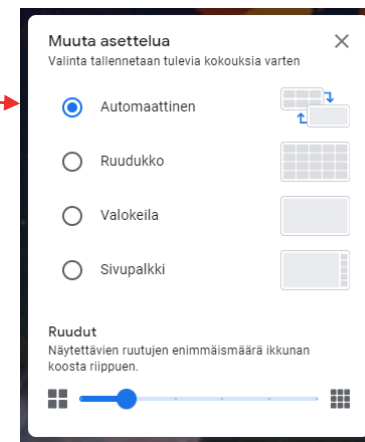 Muuta asettelua
Valinta tallennetaan tulevia kokouksia varten
Automaattinen
Ruudukko
Valokeila
Sivupalkki
Ruudut
Näytettävien ruutujen enimmäismäärä ikkunan
koosta riippuen.